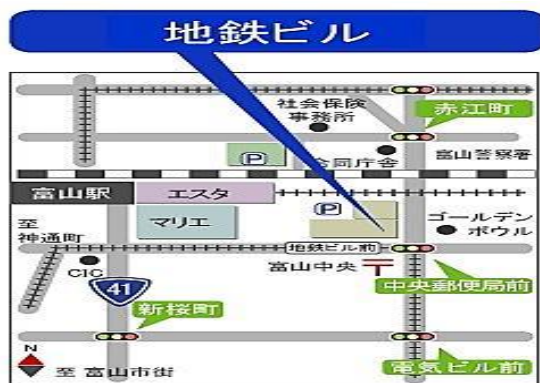 地鉄ビル
社会保険
事務所
赤江町
P
合同庁舎
富山警察署
富山駅
エスタ
マリエ
P
ゴールデン
ボウル
至
神通町
地鉄ビル前
CIC
富山中央
〒
中央郵便局前
41
新桜町
N
至 富山市街
電気ビル前